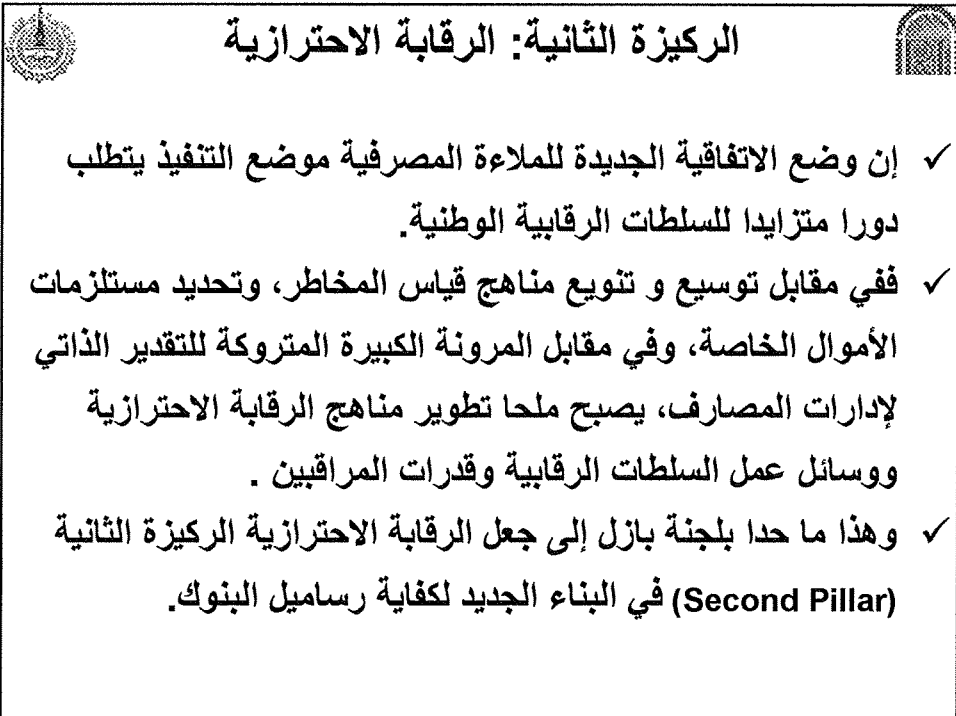 الركيزة الثانية: الرقابة الاحترازية
✓ إن وضع الاتفاقية الجديدة للملاءة المصرفية موضع التنفيذ يتطلب
دورا متزايدا للسلطات الرقابية الوطنية.
✓ ففي مقابل توسيع و تنويع مناهج قياس المخاطر، وتحديد مستلزمات
الأموال الخاصة، وفي مقابل المرونة الكبيرة المتروكة للتقدير الذاتي
لإدارات المصارف، يصبح ملحا تطوير مناهج الرقابة الاحترازية
ووسائل عمل السلطات الرقابية وقدرات المراقبين .
✓ وهذا ما حدا بلجنة بازل إلى جعل الرقابة الاحترازية الركيزة الثانية
(Second Pillar) في البناء الجديد لكفاية رساميل البنوك.